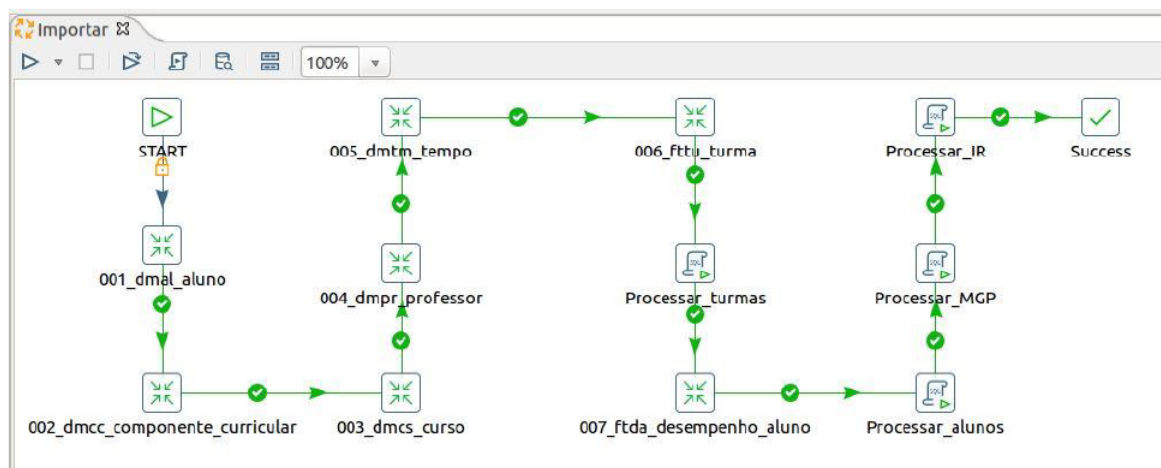 Importar
100%
START
005_dmtm_tempo
006_fttu_turma
Processar_IR
Success
001_dmal_aluno
004_dmpr_professor
Processar_turmas
Processar_MGP
002_dmcc_componente_curricular
003_dmcs_curso
007_ftda_desempenho_aluno
Processar_alunos